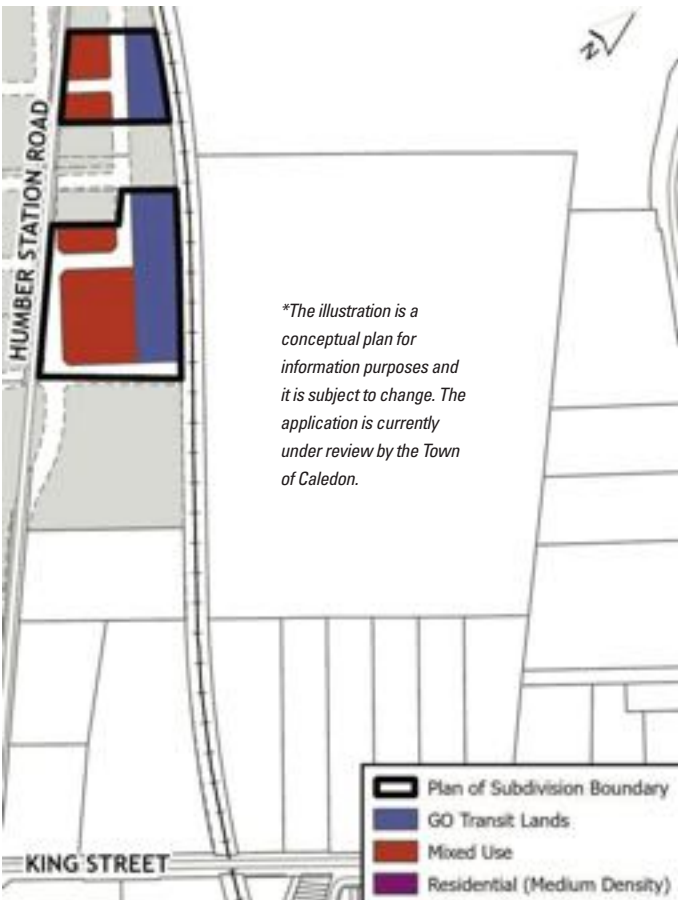 N
HUMBER STATION ROAD
*The illustration is a
conceptual plan for
information purposes and
it is subject to change. The
application is currently
under review by the Town
of Caledon.
KING STREET
Plan of Subdivision Boundary
GO Transit Lands
Mixed Use
Residential (Medium Density)